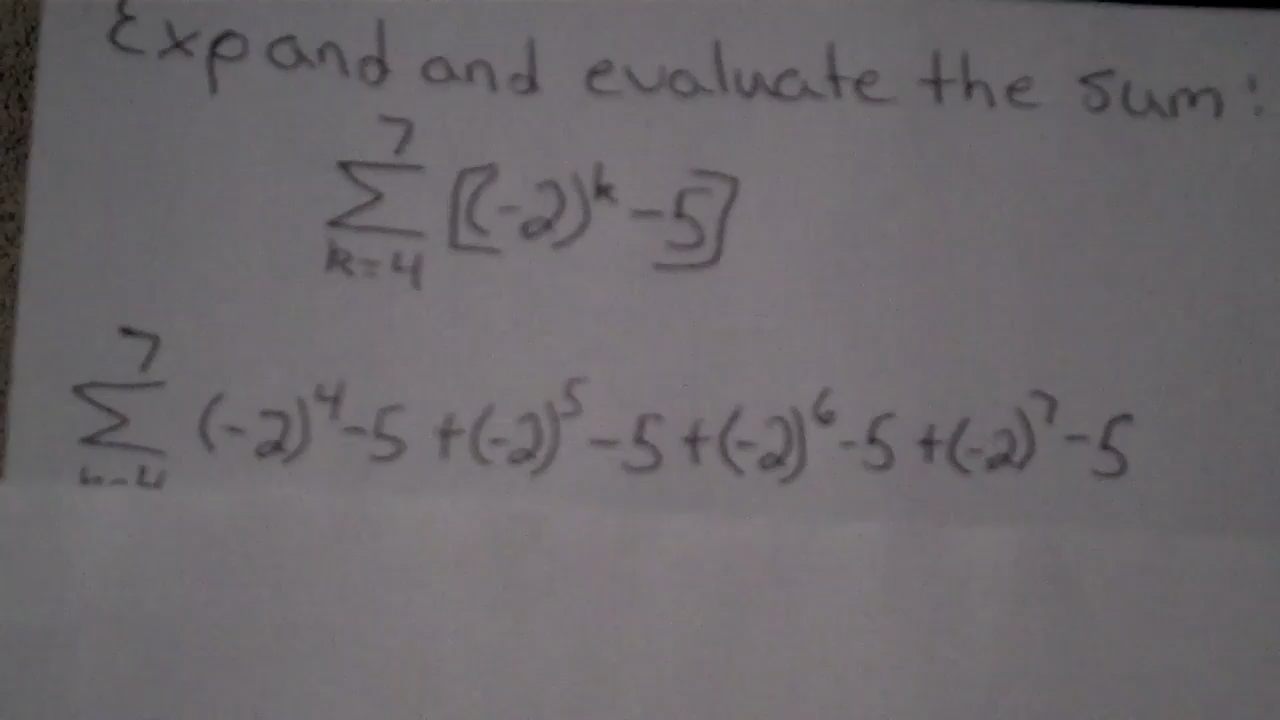 Expand and evaluate the sum:
7
∑ [(-2)^k - 5]
k=4
7
∑ (-2)^4 - 5 + (-2)^5 - 5 + (-2)^6 - 5 + (-2)^7 - 5
k=4